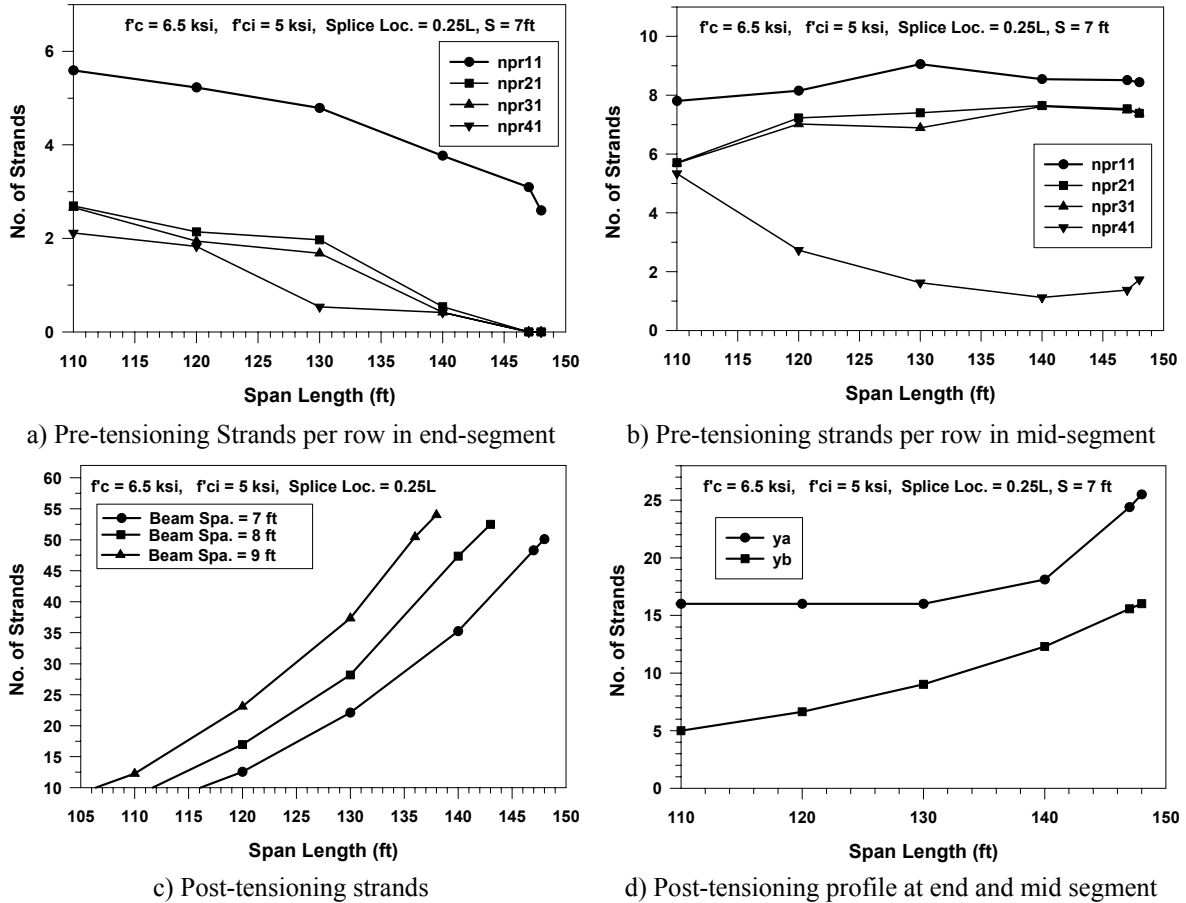 f'c = 6.5 ksi, f'ci = 5 ksi, Splice Loc. = 0.25L, S = 7ft
6
4
2
0
npr11
npr21
npr31
npr41
No. of Strands
110 115 120 125 130 135 140 145 150
Span Length (ft)
a) Pre-tensioning Strands per row in end-segment
f'c = 6.5 ksi, f'ci = 5 ksi, Splice Loc. = 0.25L, S = 7 ft
10
8
6
4
2
0
npr11
npr21
npr31
npr41
No. of Strands
110 115 120 125 130 135 140 145 150
Span Length (ft)
b) Pre-tensioning strands per row in mid-segment
f'c = 6.5 ksi, f'ci = 5 ksi, Splice Loc. = 0.25L
60
55
50
45
40
35
30
25
20
15
10
Beam Spa. = 7 ft
Beam Spa. = 8 ft
Beam Spa. = 9 ft
No. of Strands
105 110 115 120 125 130 135 140 145 150
Span Length (ft)
c) Post-tensioning strands
f'c = 6.5 ksi, f'ci = 5 ksi, Splice Loc. = 0.25L, S = 7 ft
25
20
15
10
5
0
ya
yb
No. of Strands
110 120 130 140 150
Span Length (ft)
d) Post-tensioning profile at end and mid segment